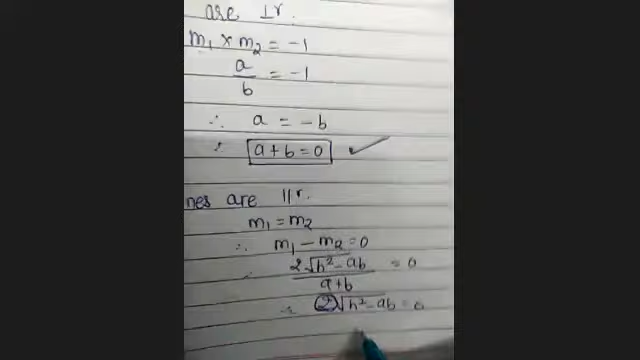 are ⊥r.
m₁ × m₂ = -1
a/b = -1
∴ a = -b
∴ a + b = 0 ✓
nes are ||r.
m₁ = m₂
∴ m₁ - m₂ = 0
∴ 2√h² - ab / a + b = 0
∴ 2√h² - ab = 0